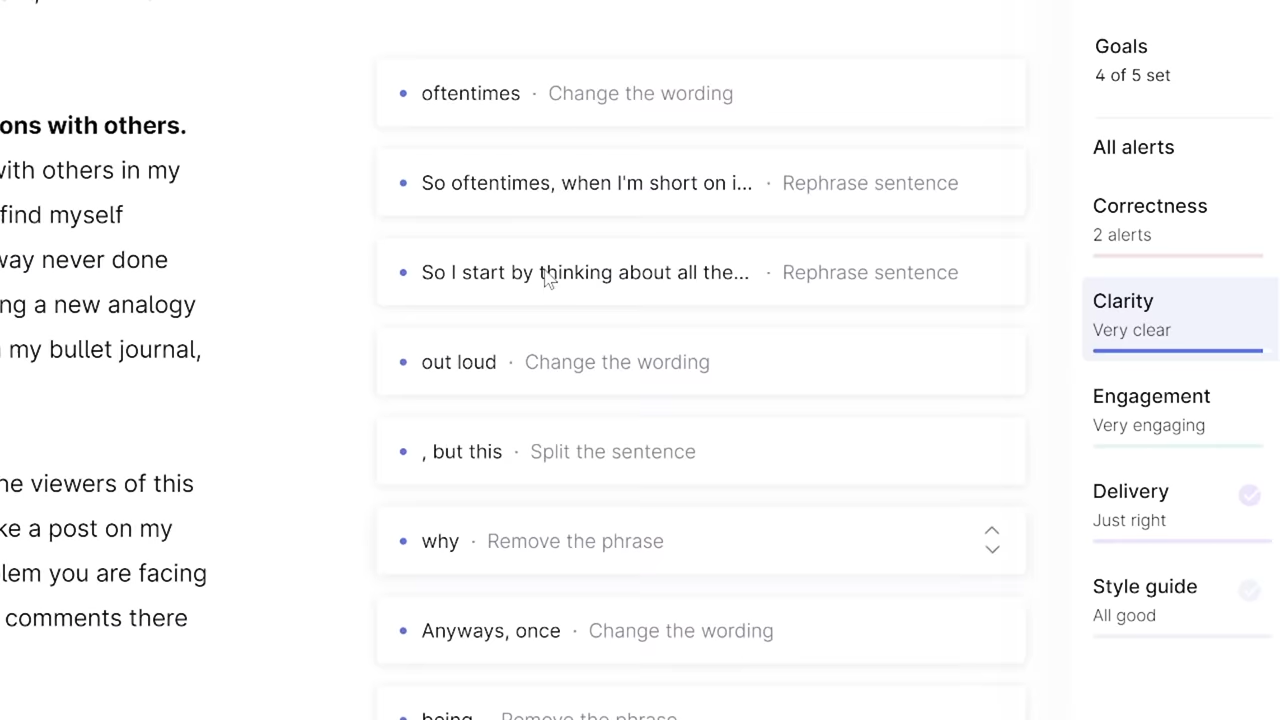 ons with others.
with others in my
find myself
way never done
ng a new analogy
my bullet journal,
he viewers of this
ke a post on my
lem you are facing
comments there
oftentimes · Change the wording
So oftentimes, when I'm short on i... · Rephrase sentence
So I start by thinking about all the... · Rephrase sentence
out loud · Change the wording
, but this · Split the sentence
why · Remove the phrase
Anyways, once · Change the wording
being · Remove the phrase
Goals
4 of 5 set
All alerts
Correctness
2 alerts
Clarity
Very clear
Engagement
Very engaging
Delivery
Just right
Style guide
All good